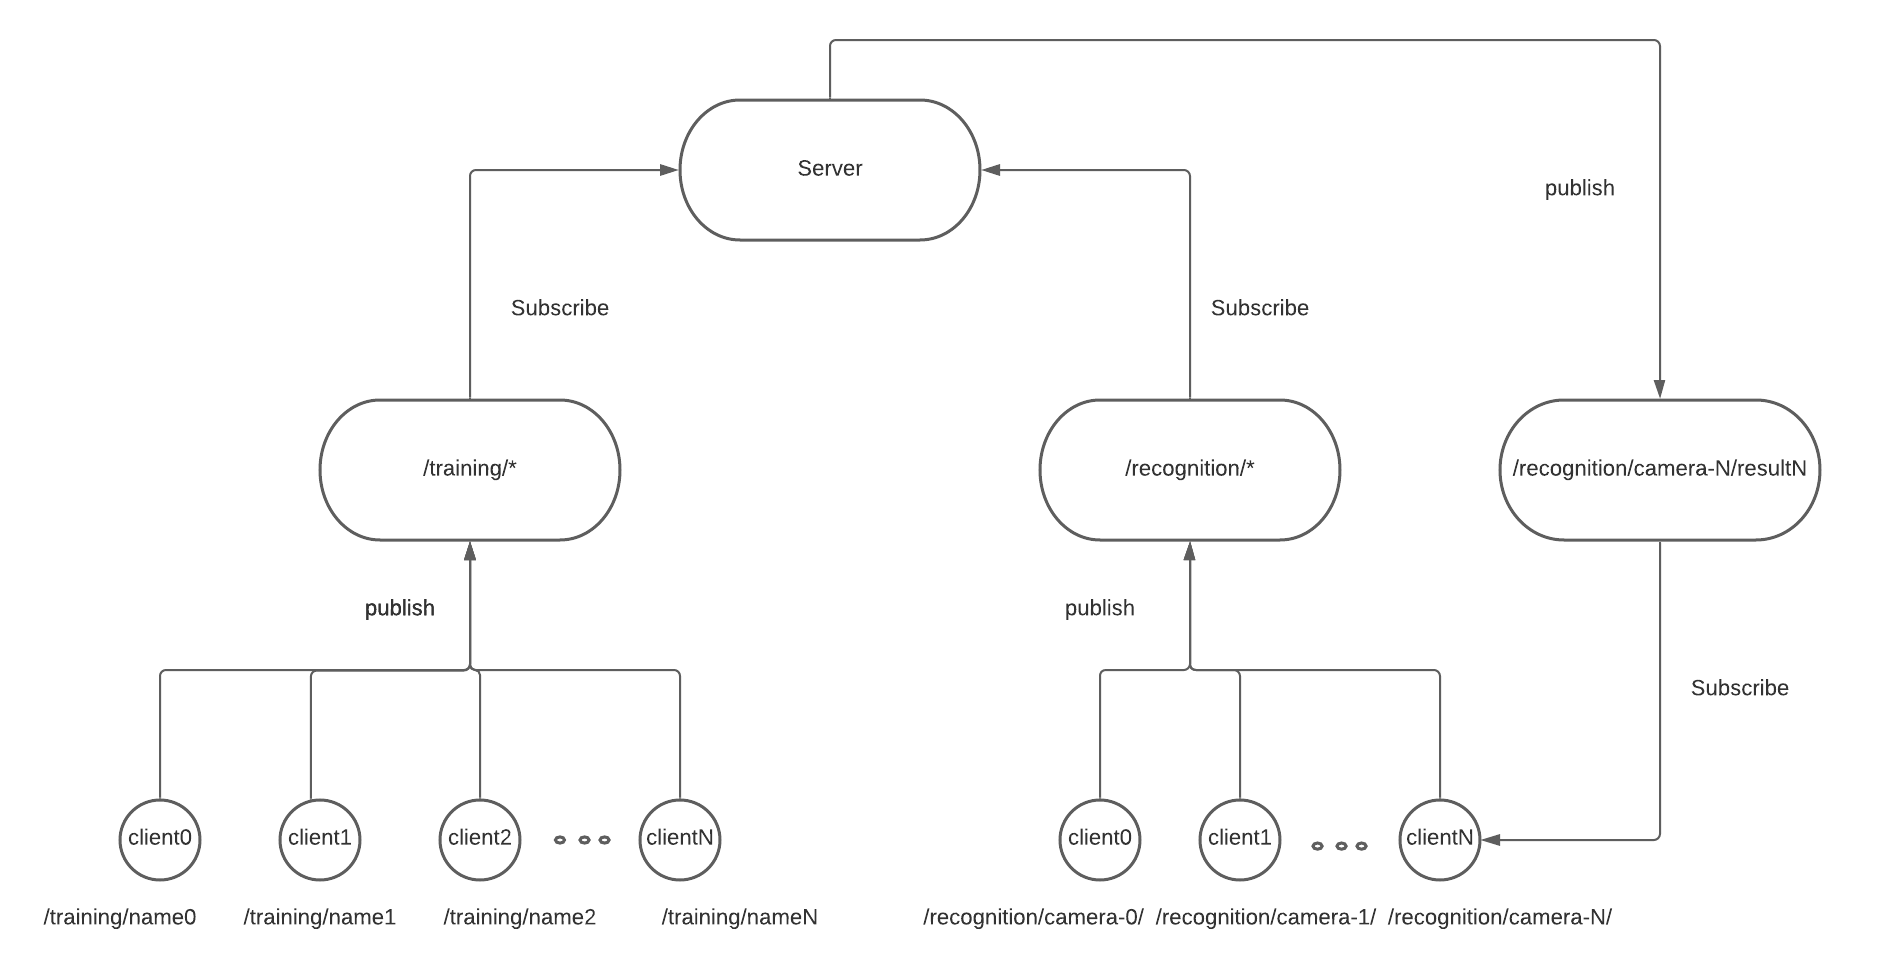 Server
publish
Subscribe
Subscribe
/training/*
/recognition/*
/recognition/camera-N/resultN
publish
publish
Subscribe
client0
client1
client2
clientN
client0
client1
clientN
/training/name0
/training/name1
/training/name2
/training/nameN
/recognition/camera-0/
/recognition/camera-1/
/recognition/camera-N/